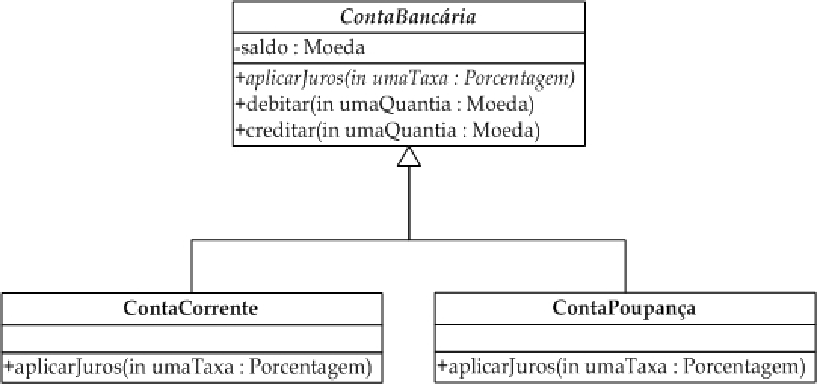 ContaBancária
-saldo : Moeda
+aplicarJuros(in umaTaxa : Porcentagem)
+debitar(in umaQuantia : Moeda)
+creditar(in umaQuantia : Moeda)
ContaCorrente
+aplicarJuros(in umaTaxa : Porcentagem)
ContaPoupança
+aplicarJuros(in umaTaxa : Porcentagem)